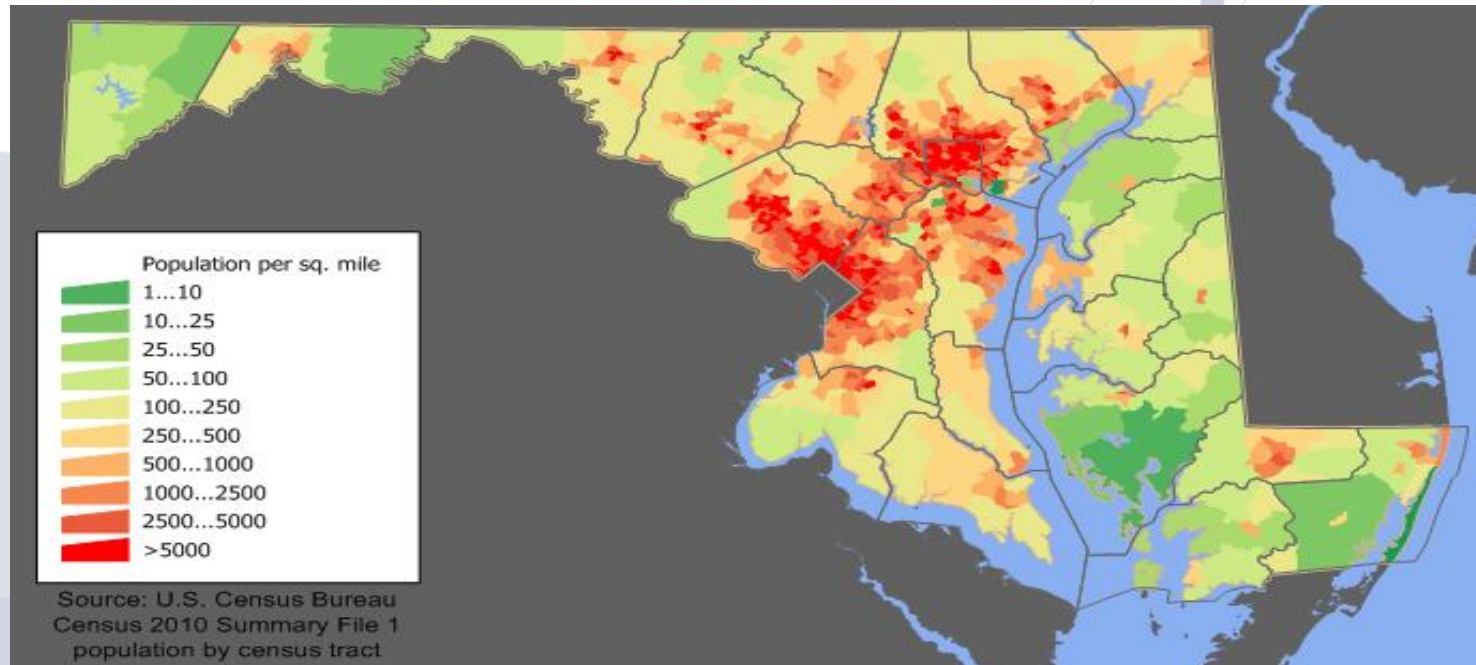 Population per sq. mile
1...10
10...25
25...50
50...100
100...250
250...500
500...1000
1000...2500
2500...5000
>5000
Source: U.S. Census Bureau
Census 2010 Summary File 1
population by census tract